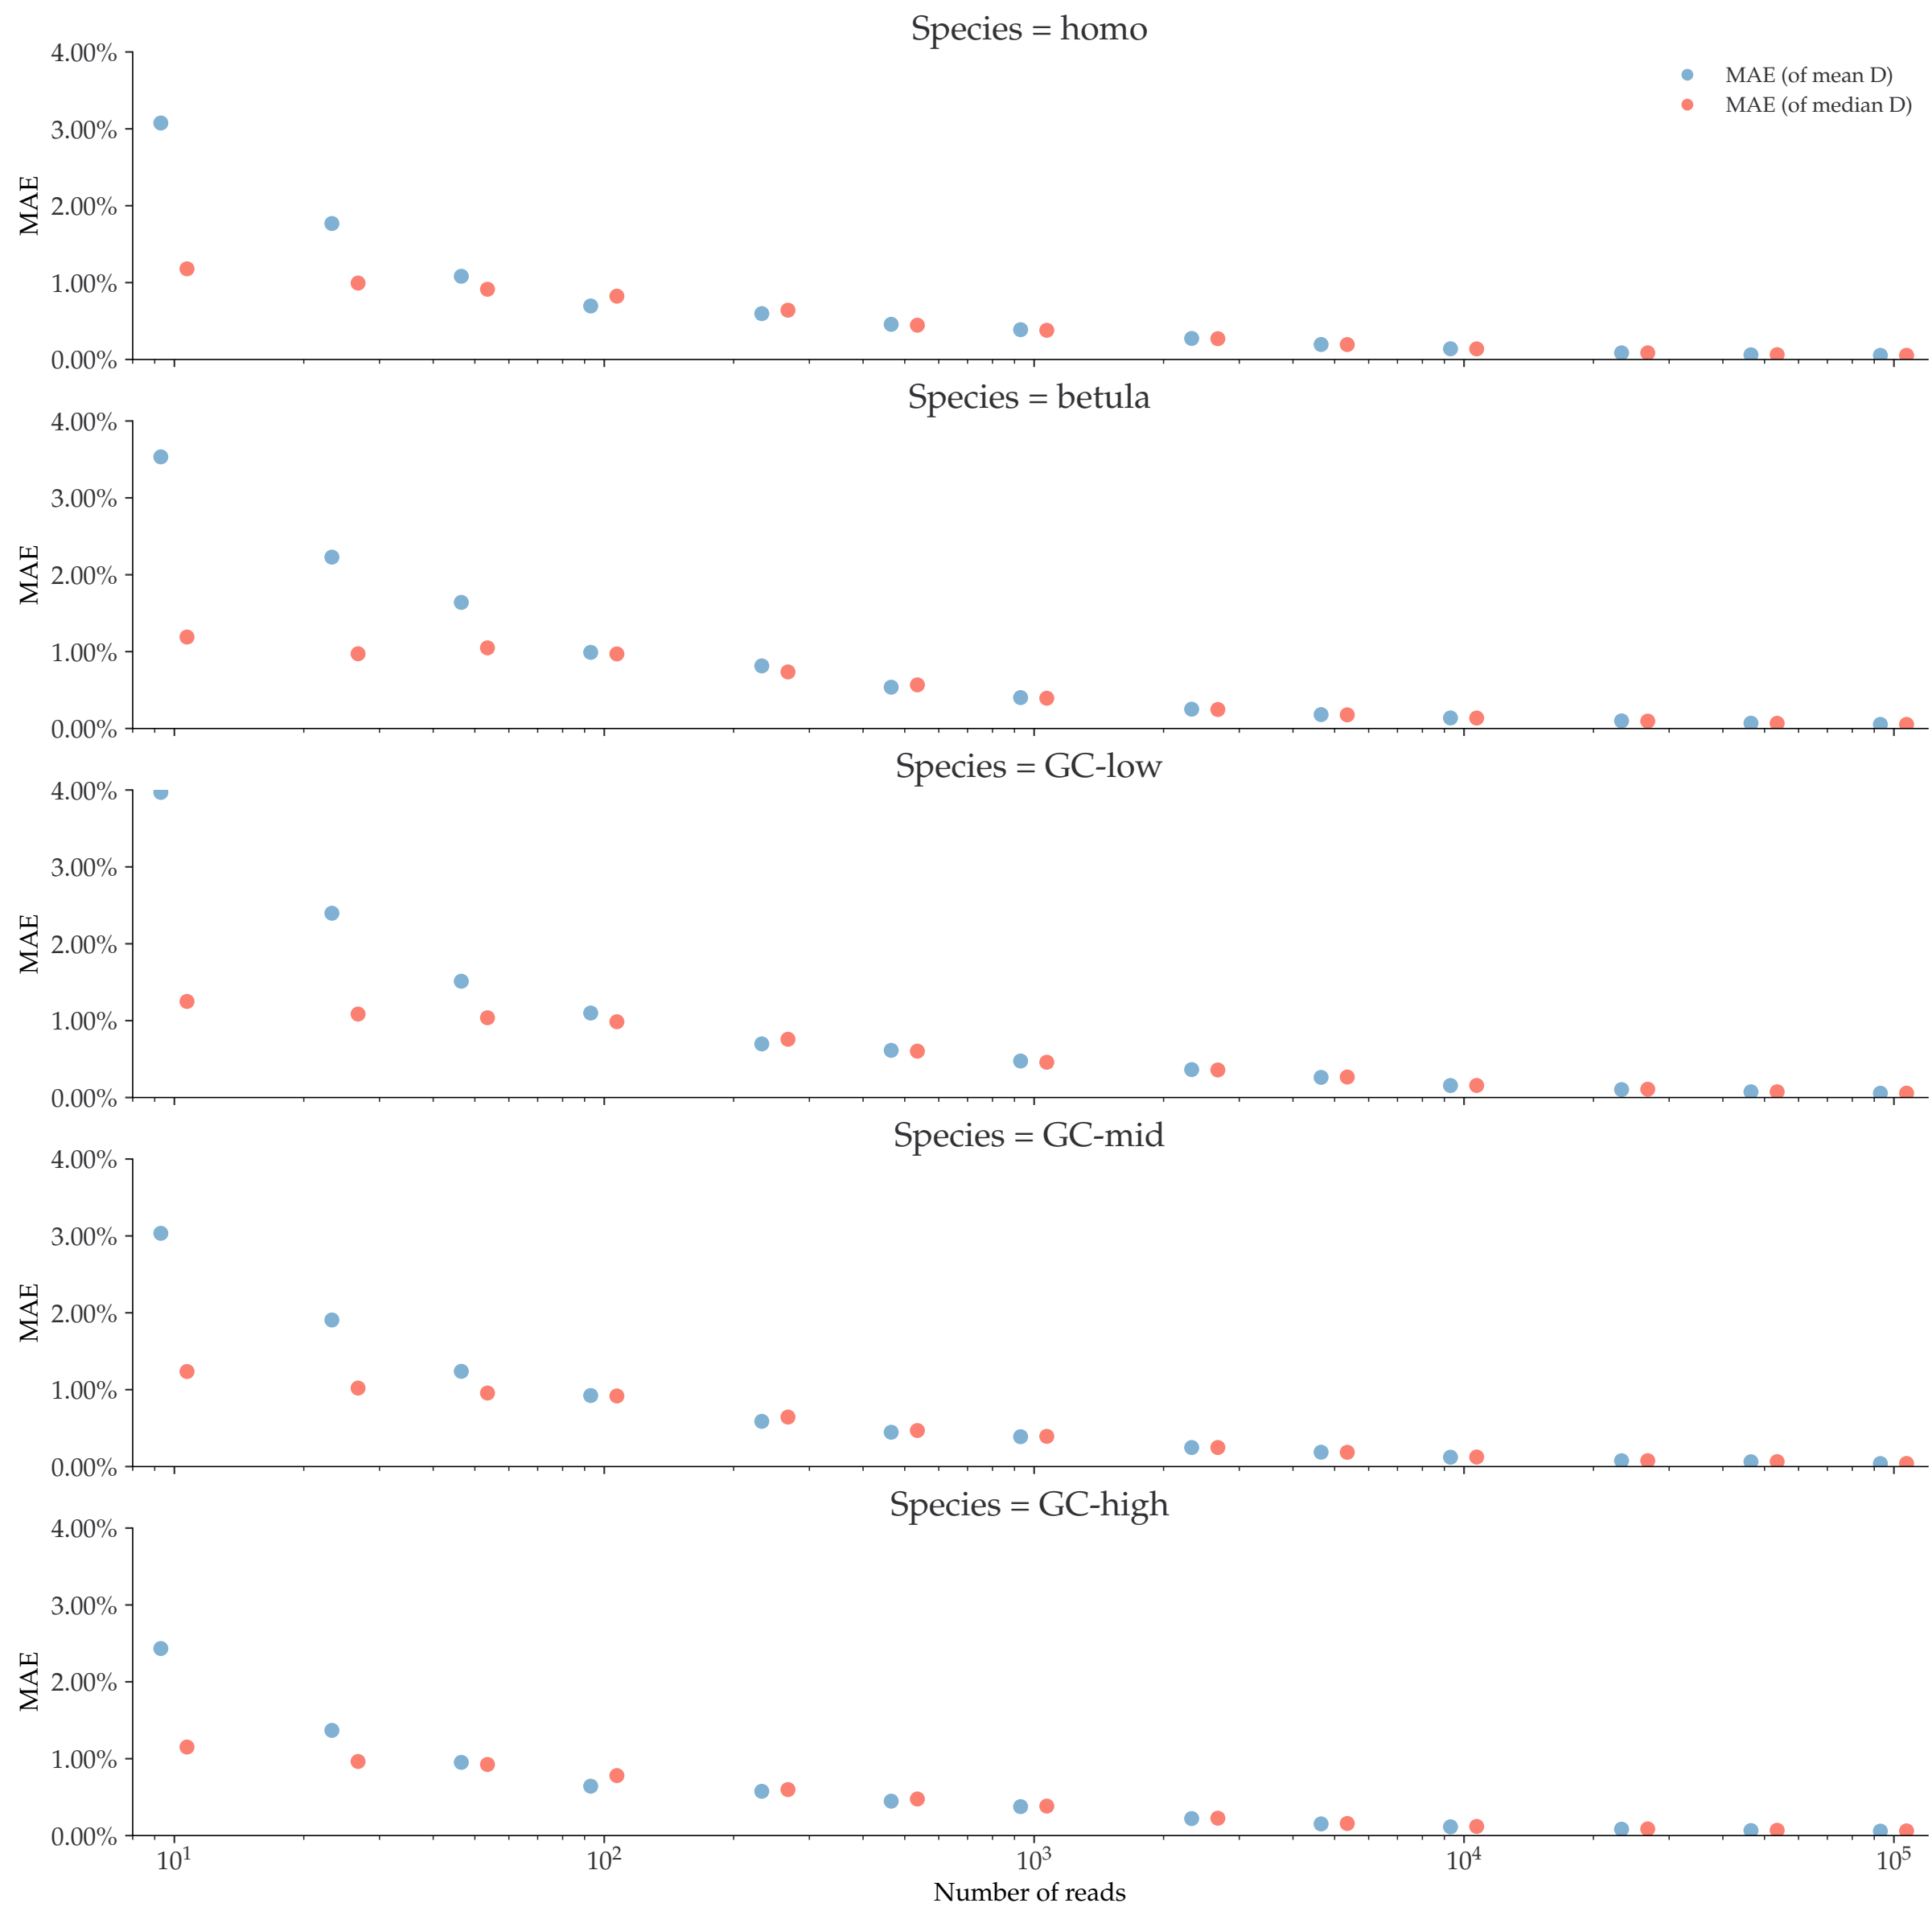 Species = homo
4.00%
3.00%
2.00%
1.00%
0.00%
MAE
MAE (of mean D)
MAE (of median D)
Species = betula
4.00%
3.00%
2.00%
1.00%
0.00%
MAE
Species = GC-low
4.00%
3.00%
2.00%
1.00%
0.00%
MAE
Species = GC-mid
4.00%
3.00%
2.00%
1.00%
0.00%
MAE
Species = GC-high
4.00%
3.00%
2.00%
1.00%
0.00%
MAE
10¹ 10² 10³ 10⁴ 10⁵
Number of reads